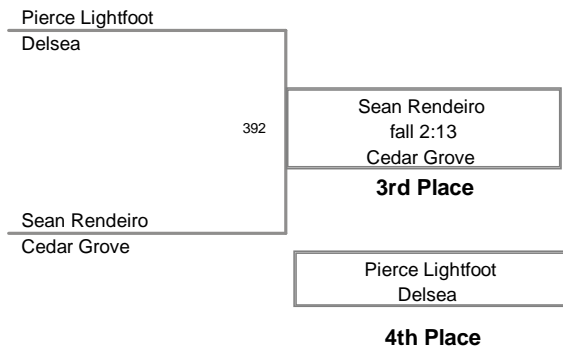 Pierce Lightfoot
Delsea
392
Sean Rendeiro
fall 2:13
Cedar Grove
3rd Place
Sean Rendeiro
Cedar Grove
Pierce Lightfoot
Delsea
4th Place